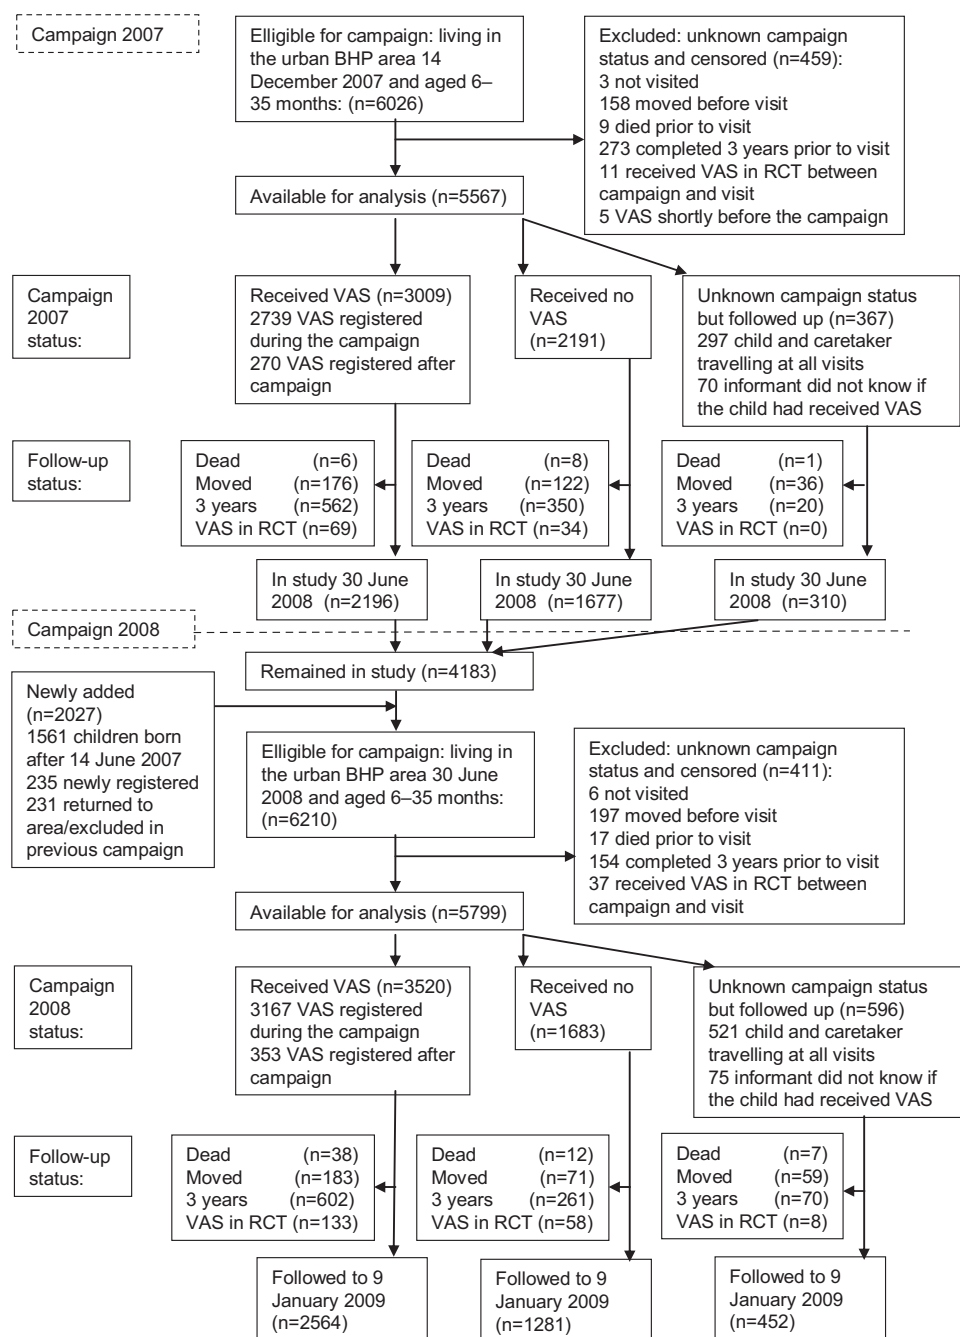 Campaign 2007
Elligible for campaign: living in
the urban BHP area 14
December 2007 and aged 6–
35 months: (n=6026)
Excluded: unknown campaign
status and censored (n=459):
3 not visited
158 moved before visit
9 died prior to visit
273 completed 3 years prior to visit
11 received VAS in RCT between
campaign and visit
5 VAS shortly before the campaign
Available for analysis (n=5567)
Campaign
2007
status:
Received VAS (n=3009)
2739 VAS registered
during the campaign
270 VAS registered after
campaign
Received no
VAS
(n=2191)
Unknown campaign status
but followed up (n=367)
297 child and caretaker
travelling at all visits
70 informant did not know if
the child had received VAS
Follow-up
status:
Dead (n=6)
Moved (n=176)
3 years (n=562)
VAS in RCT (n=69)
Dead (n=8)
Moved (n=122)
3 years (n=350)
VAS in RCT (n=34)
Dead (n=1)
Moved (n=36)
3 years (n=20)
VAS in RCT (n=0)
In study 30 June
2008 (n=2196)
In study 30 June
2008 (n=1677)
In study 30 June
2008 (n=310)
Campaign 2008
Remained in study (n=4183)
Newly added
(n=2027)
1561 children born
after 14 June 2007
235 newly registered
231 returned to
area/excluded in
previous campaign
Elligible for campaign: living in
the urban BHP area 30 June
2008 and aged 6–35 months:
(n=6210)
Excluded: unknown campaign
status and censored (n=411):
6 not visited
197 moved before visit
17 died prior to visit
154 completed 3 years prior to visit
37 received VAS in RCT between
campaign and visit
Available for analysis (n=5799)
Campaign
2008
status:
Received VAS (n=3520)
3167 VAS registered
during the campaign
353 VAS registered after
campaign
Received no
VAS
(n=1683)
Unknown campaign status
but followed up (n=596)
521 child and caretaker
travelling at all visits
75 informant did not know if
the child had received VAS
Follow-up
status:
Dead (n=38)
Moved (n=183)
3 years (n=602)
VAS in RCT (n=133)
Dead (n=12)
Moved (n=71)
3 years (n=261)
VAS in RCT (n=58)
Dead (n=7)
Moved (n=59)
3 years (n=70)
VAS in RCT (n=8)
Followed to 9
January 2009
(n=2564)
Followed to 9
January 2009
(n=1281)
Followed to 9
January 2009
(n=452)